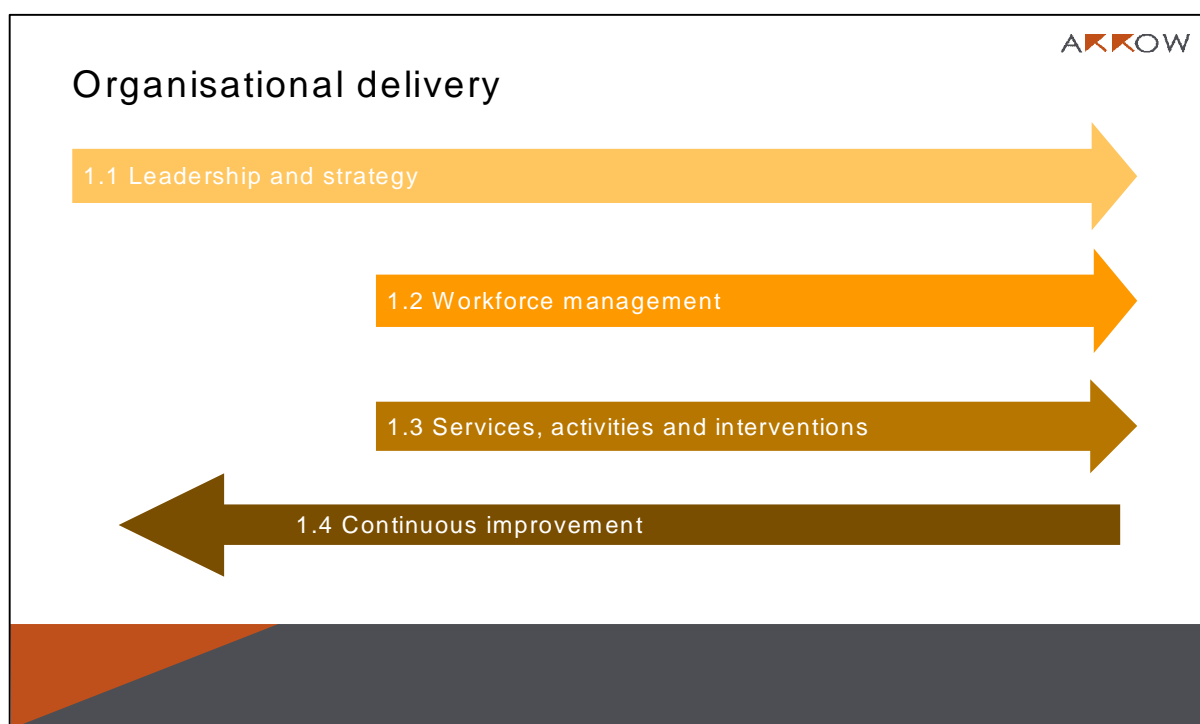 AKKOW
Organisational delivery
1.1 Leadership and strategy
1.2 Workforce management
1.3 Services, activities and interventions
1.4 Continuous improvement